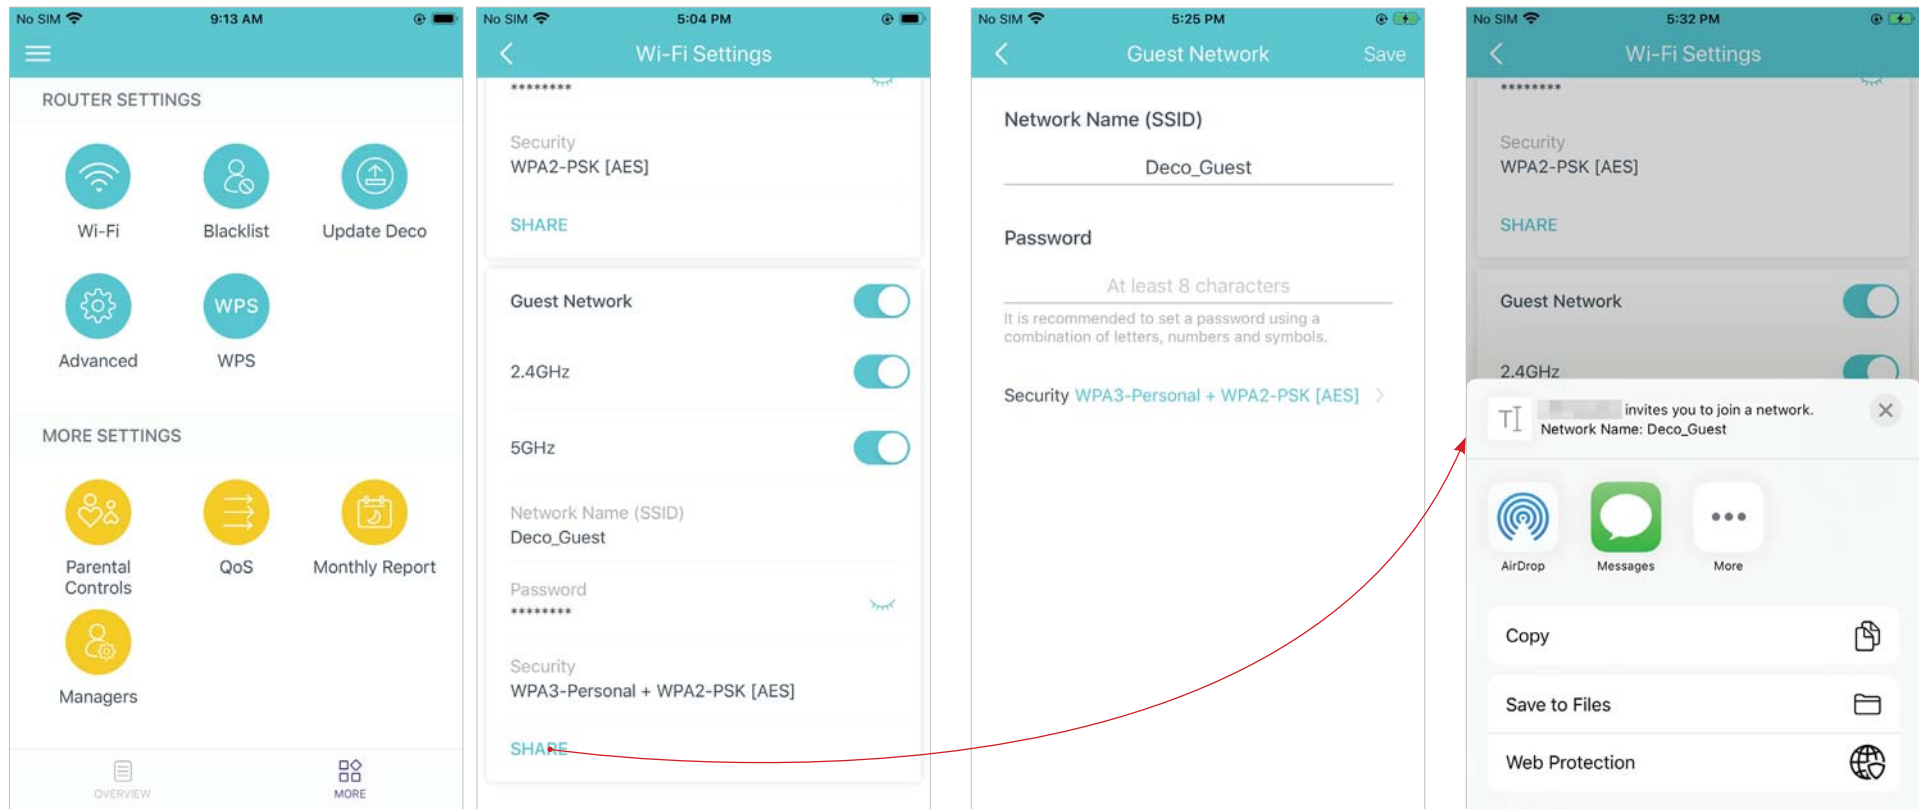 No SIM 9:13 AM
ROUTER SETTINGS
Wi-Fi Blacklist Update Deco
WPS
Advanced WPS
MORE SETTINGS
Parental Controls
QoS
Monthly Report
Managers
OVERVIEW MORE
No SIM 5:04 PM
Wi-Fi Settings
********
Security
WPA2-PSK [AES]
SHARE
Guest Network
2.4GHz
5GHz
Network Name (SSID)
Deco_Guest
Password
********
Security
WPA3-Personal + WPA2-PSK [AES]
SHARE
No SIM 5:25 PM
Guest Network Save
Network Name (SSID)
Deco_Guest
Password
At least 8 characters
It is recommended to set a password using a
combination of letters, numbers and symbols.
Security WPA3-Personal + WPA2-PSK [AES]
No SIM 5:32 PM
Wi-Fi Settings
********
Security
WPA2-PSK [AES]
SHARE
Guest Network
2.4GHz
invites you to join a network.
Network Name: Deco_Guest
AirDrop Messages More
Copy
Save to Files
Web Protection